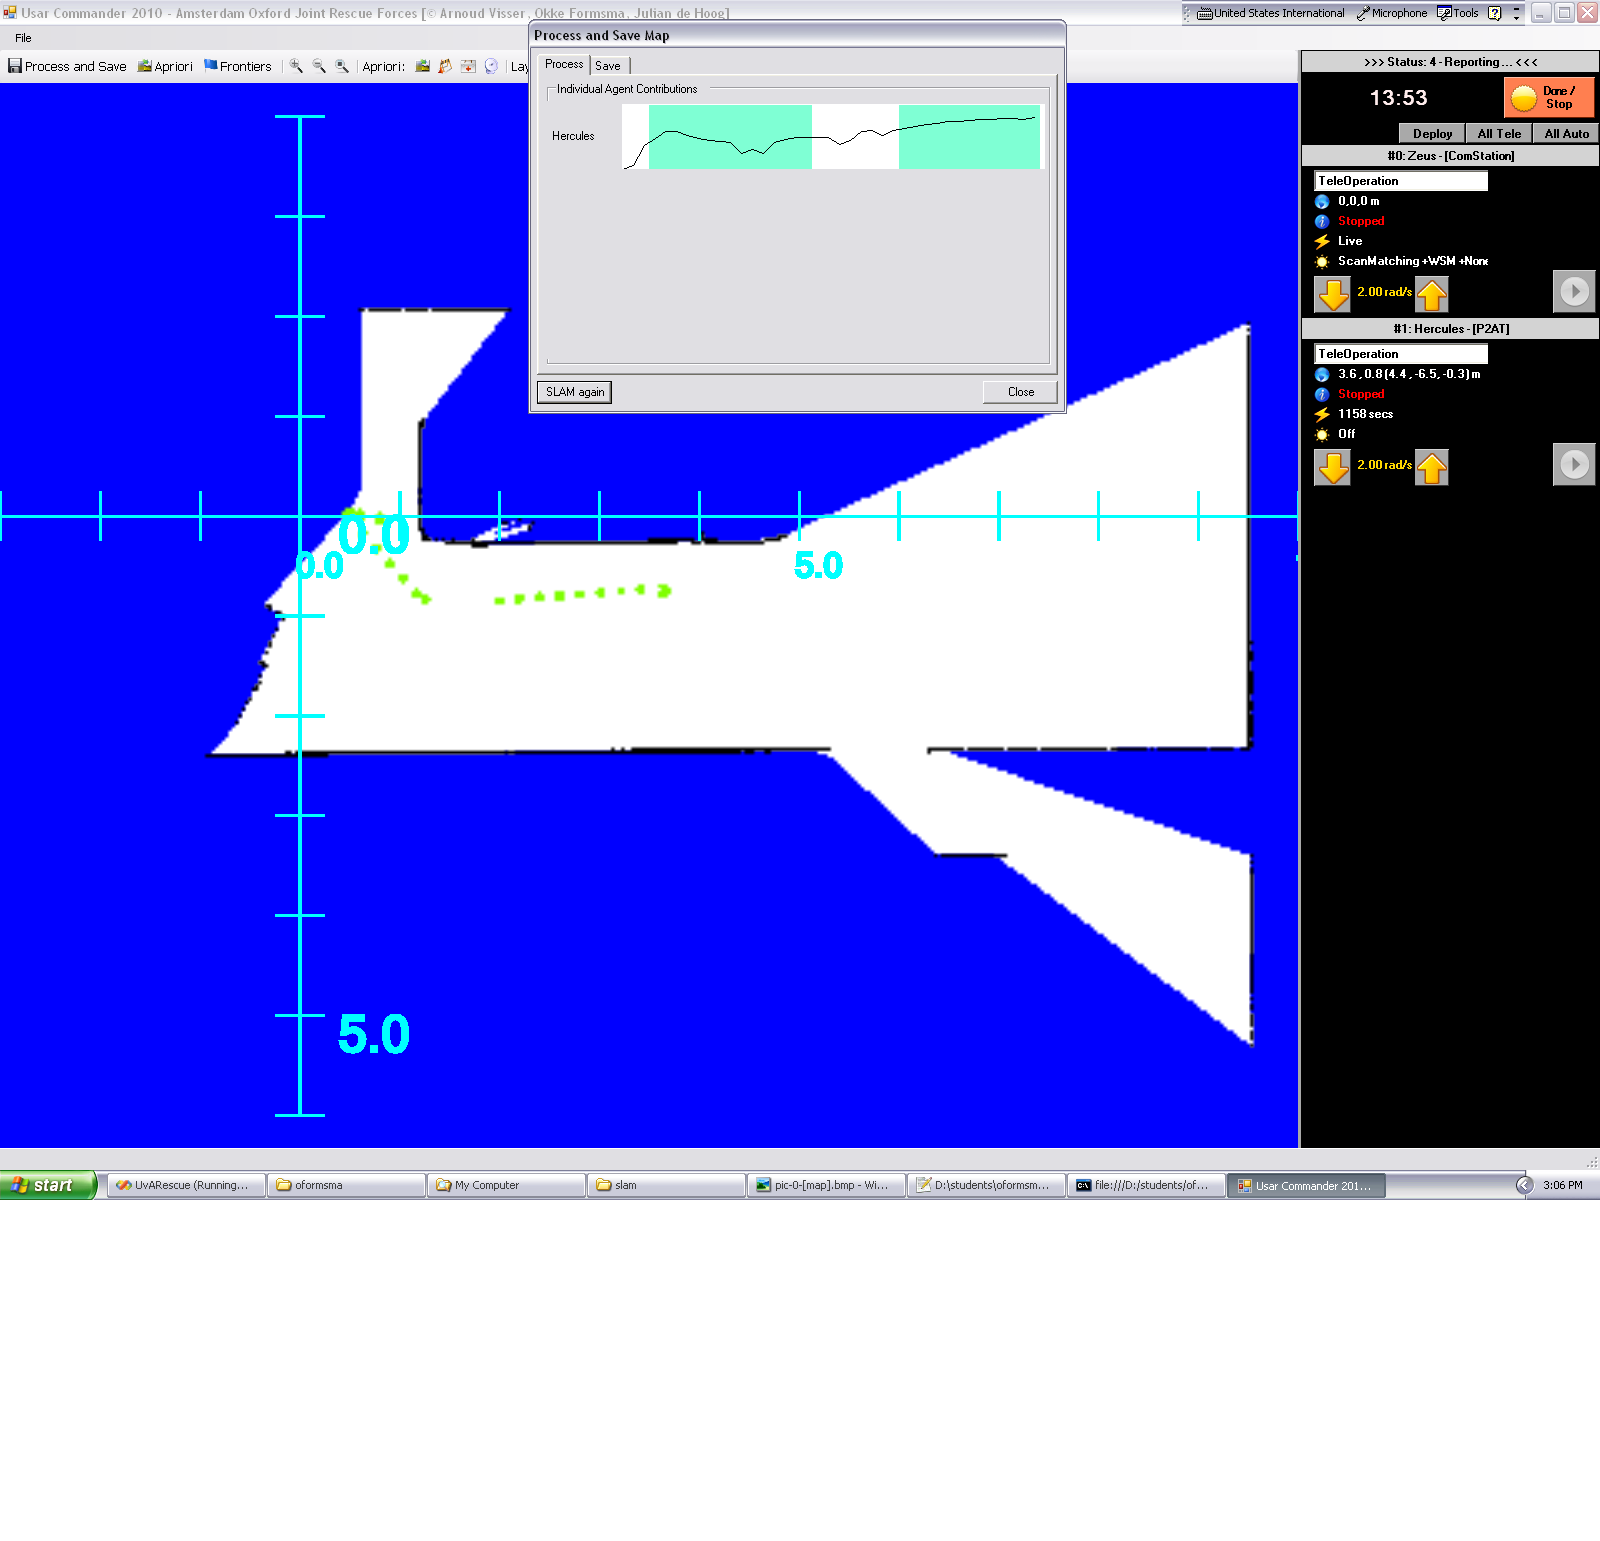 Usar Commander 2010 - Amsterdam Oxford Joint Rescue Forces [© Arnoud Visser, Okke Formsma, Julian de Hoog]
United States International Microphone Tools
File
Process and Save Apriori Frontiers Apriori: Lay
Process and Save Map
Process Save
Individual Agent Contributions
Hercules
SLAM again Close
>>> Status: 4 - Reporting... <<<
13:53 Done / Stop
Deploy All Tele All Auto
#0: Zeus - [ComStation]
TeleOperation
0,0,0 m
Stopped
Live
ScanMatching +WSM +None
2.00 rad/s
#1: Hercules - [P2AT]
TeleOperation
3.6 , 0.8 (4.4 , -6.5, -0.3) m
Stopped
1158 secs
Off
2.00 rad/s
0.0
0.0 5.0
5.0
start UvARescue (Running... oformsma My Computer slam pic-0-[map].bmp - Wi... D:\students\oformsm... file:///D:/students/of... Usar Commander 201... 3:06 PM